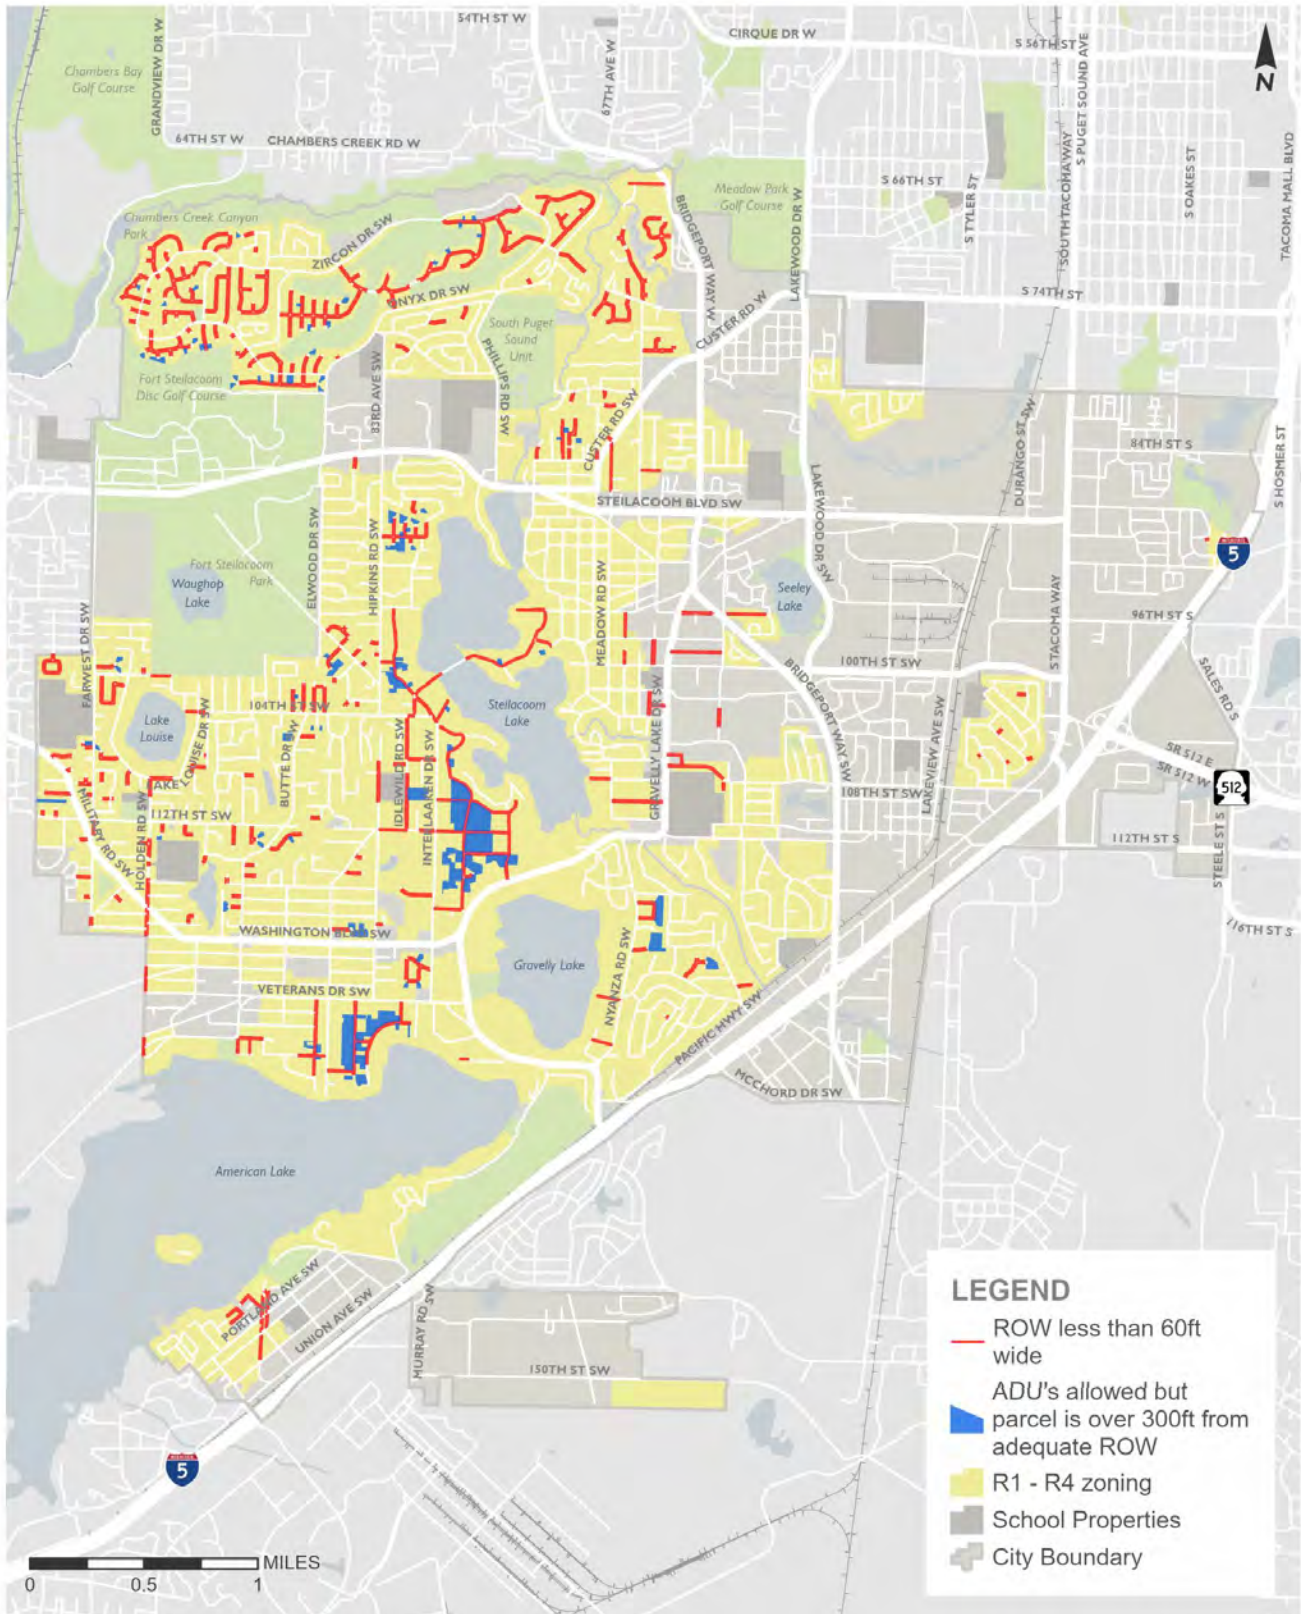 54TH ST W
CIRQUE DR W
S 56TH ST
GRANDVIEW DR W
67TH AVE W
S PUGET SOUND AVE
N
Chambers Bay
Golf Course
64TH ST W
CHAMBERS CREEK RD W
SOUTH TACOMA WAY
S OAKES ST
TACOMA MALL BLVD
S 66TH ST
S TYLER ST
Meadow Park
Golf Course
BRIDGEPORT WAY W
LAKEWOOD DR W
Chambers Creek Canyon
Park
ZIRCON DR SW
ONYX DR SW
S 74TH ST
CUSTER RD W
South Puget
Sound
Unit
PHILLIPS RD SW
83RD AVE SW
Fort Steilacoom
Disc Golf Course
CUSTER RD SW
DURANGO ST SW
84TH ST S
S HOSMER ST
STEILACOOM BLVD SW
LAKEWOOD DR SW
ELWOOD DR SW
HIPKINS RD SW
Fort Steilacoom
Park
Waughop
Lake
MEADOW RD SW
Seeley
Lake
INTERSTATE
5
S TACOMA WAY
96TH ST S
FARWEST DR SW
100TH ST SW
BRIDGEPORT WAY SW
SALES RD S
104TH ST SW
Lake
Louise
LAKE LOUISE DR SW
BUTTE DR SW
IDLEWILD RD SW
INTERLAAKEN DR SW
Steilacoom
Lake
GRAVELLY LAKE DR SW
LAKEVIEW AVE SW
SR 512 E
SR 512 W
512
108TH ST SW
112TH ST SW
112TH ST S
STEELE ST S
MILITARY RD SW
HOLDEN RD SW
116TH ST S
WASHINGTON BLVD SW
Gravelly Lake
NYANZA RD SW
VETERANS DR SW
PACIFIC HWY SW
MCCHORD DR SW
American Lake
PORTLAND AVE SW
UNION AVE SW
MURRAY RD SW
150TH ST SW
INTERSTATE
5
LEGEND
ROW less than 60ft
wide
ADU's allowed but
parcel is over 300ft from
adequate ROW
R1 - R4 zoning
School Properties
City Boundary
MILES
0 0.5 1